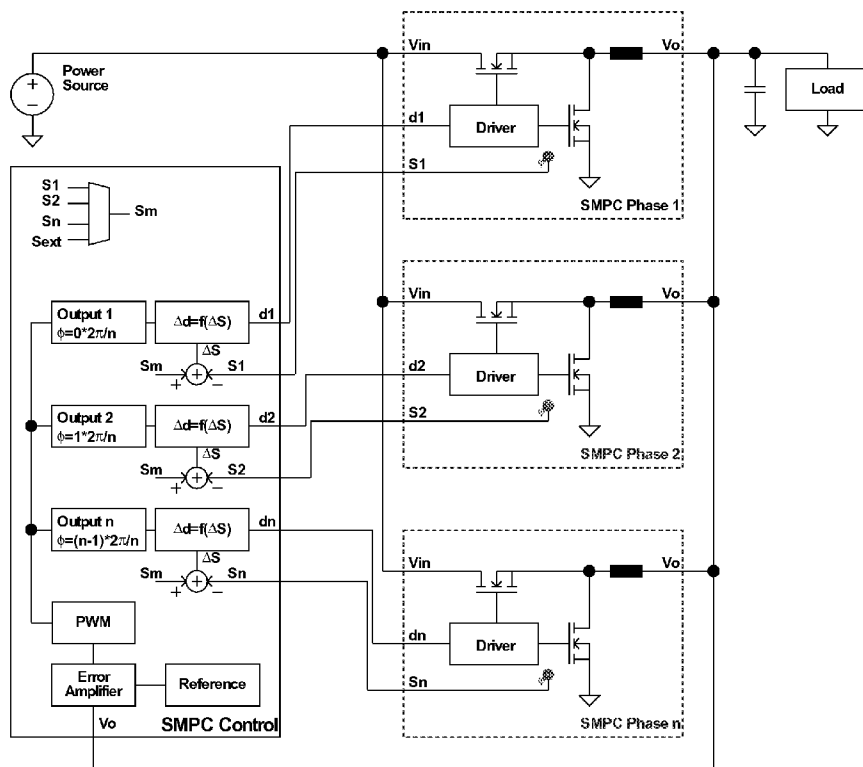 Power
Source
+
−
Vin
Vo
Load
d1
Driver
S1
SMPC Phase 1
S1
S2
Sn
Sext
Sm
Output 1
ϕ=0*2π/n
Δd=f(ΔS)
d1
ΔS
Sm
+
+
−
S1
Output 2
ϕ=1*2π/n
Δd=f(ΔS)
d2
ΔS
Sm
+
+
−
S2
Output n
ϕ=(n-1)*2π/n
Δd=f(ΔS)
dn
ΔS
Sm
+
+
−
Sn
PWM
Error
Amplifier
Reference
Vo
SMPC Control
Vin
Vo
d2
Driver
S2
SMPC Phase 2
Vin
Vo
dn
Driver
Sn
SMPC Phase n